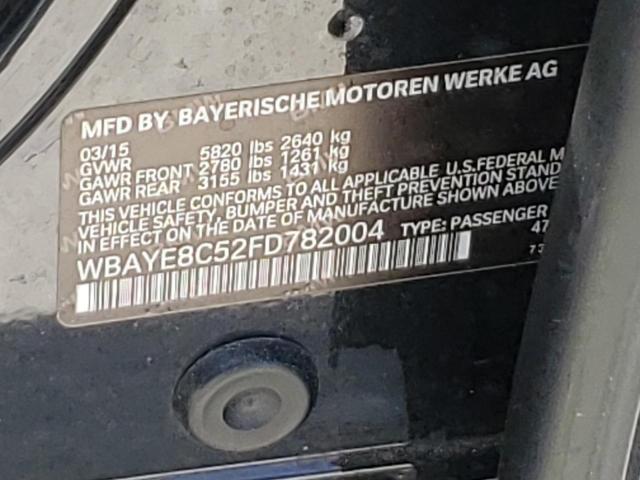 MFD BY BAYERISCHE MOTOREN WERKE AG
03/15
GVWR 5820 lbs 2640 kg
GAWR FRONT 2780 lbs 1261 kg
GAWR REAR 3155 lbs 1431 kg
THIS VEHICLE CONFORMS TO ALL APPLICABLE U.S.FEDERAL M
VEHICLE SAFETY, BUMPER AND THEFT PREVENTION STAND
IN EFFECT ON THE DATE OF MANUFACTURE SHOWN ABOVE
WBAYE8C52FD782004 TYPE: PASSENGER
47
73